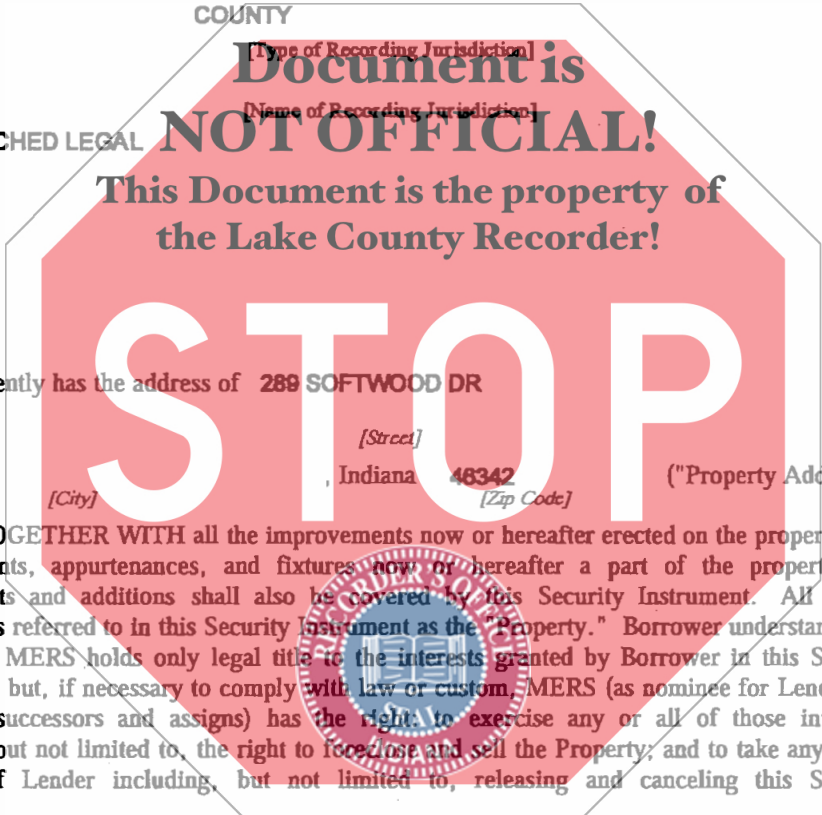 COUNTY
[Type of Recording Jurisdiction]
Document is
[Name of Recording Jurisdiction]
NOT OFFICIAL!
CHED LEGAL
This Document is the property of
the Lake County Recorder!
STOP
ently has the address of 289 SOFTWOOD DR
[Street]
, Indiana 46342 ("Property Add
[City] [Zip Code]
OGETHER WITH all the improvements now or hereafter erected on the proper
nts, appurtenances, and fixtures now or hereafter a part of the propert
ts and additions shall also be covered by this Security Instrument. All
s referred to in this Security Instrument as the "Property." Borrower understan
MERS holds only legal title to the interests granted by Borrower in this S
but, if necessary to comply with law or custom, MERS (as nominee for Lend
successors and assigns) has the right: to exercise any or all of those in
out not limited to, the right to foreclose and sell the Property; and to take any
f Lender including, but not limited to, releasing and canceling this S
RECORDER'S OFFICE
SEAL
INDIANA